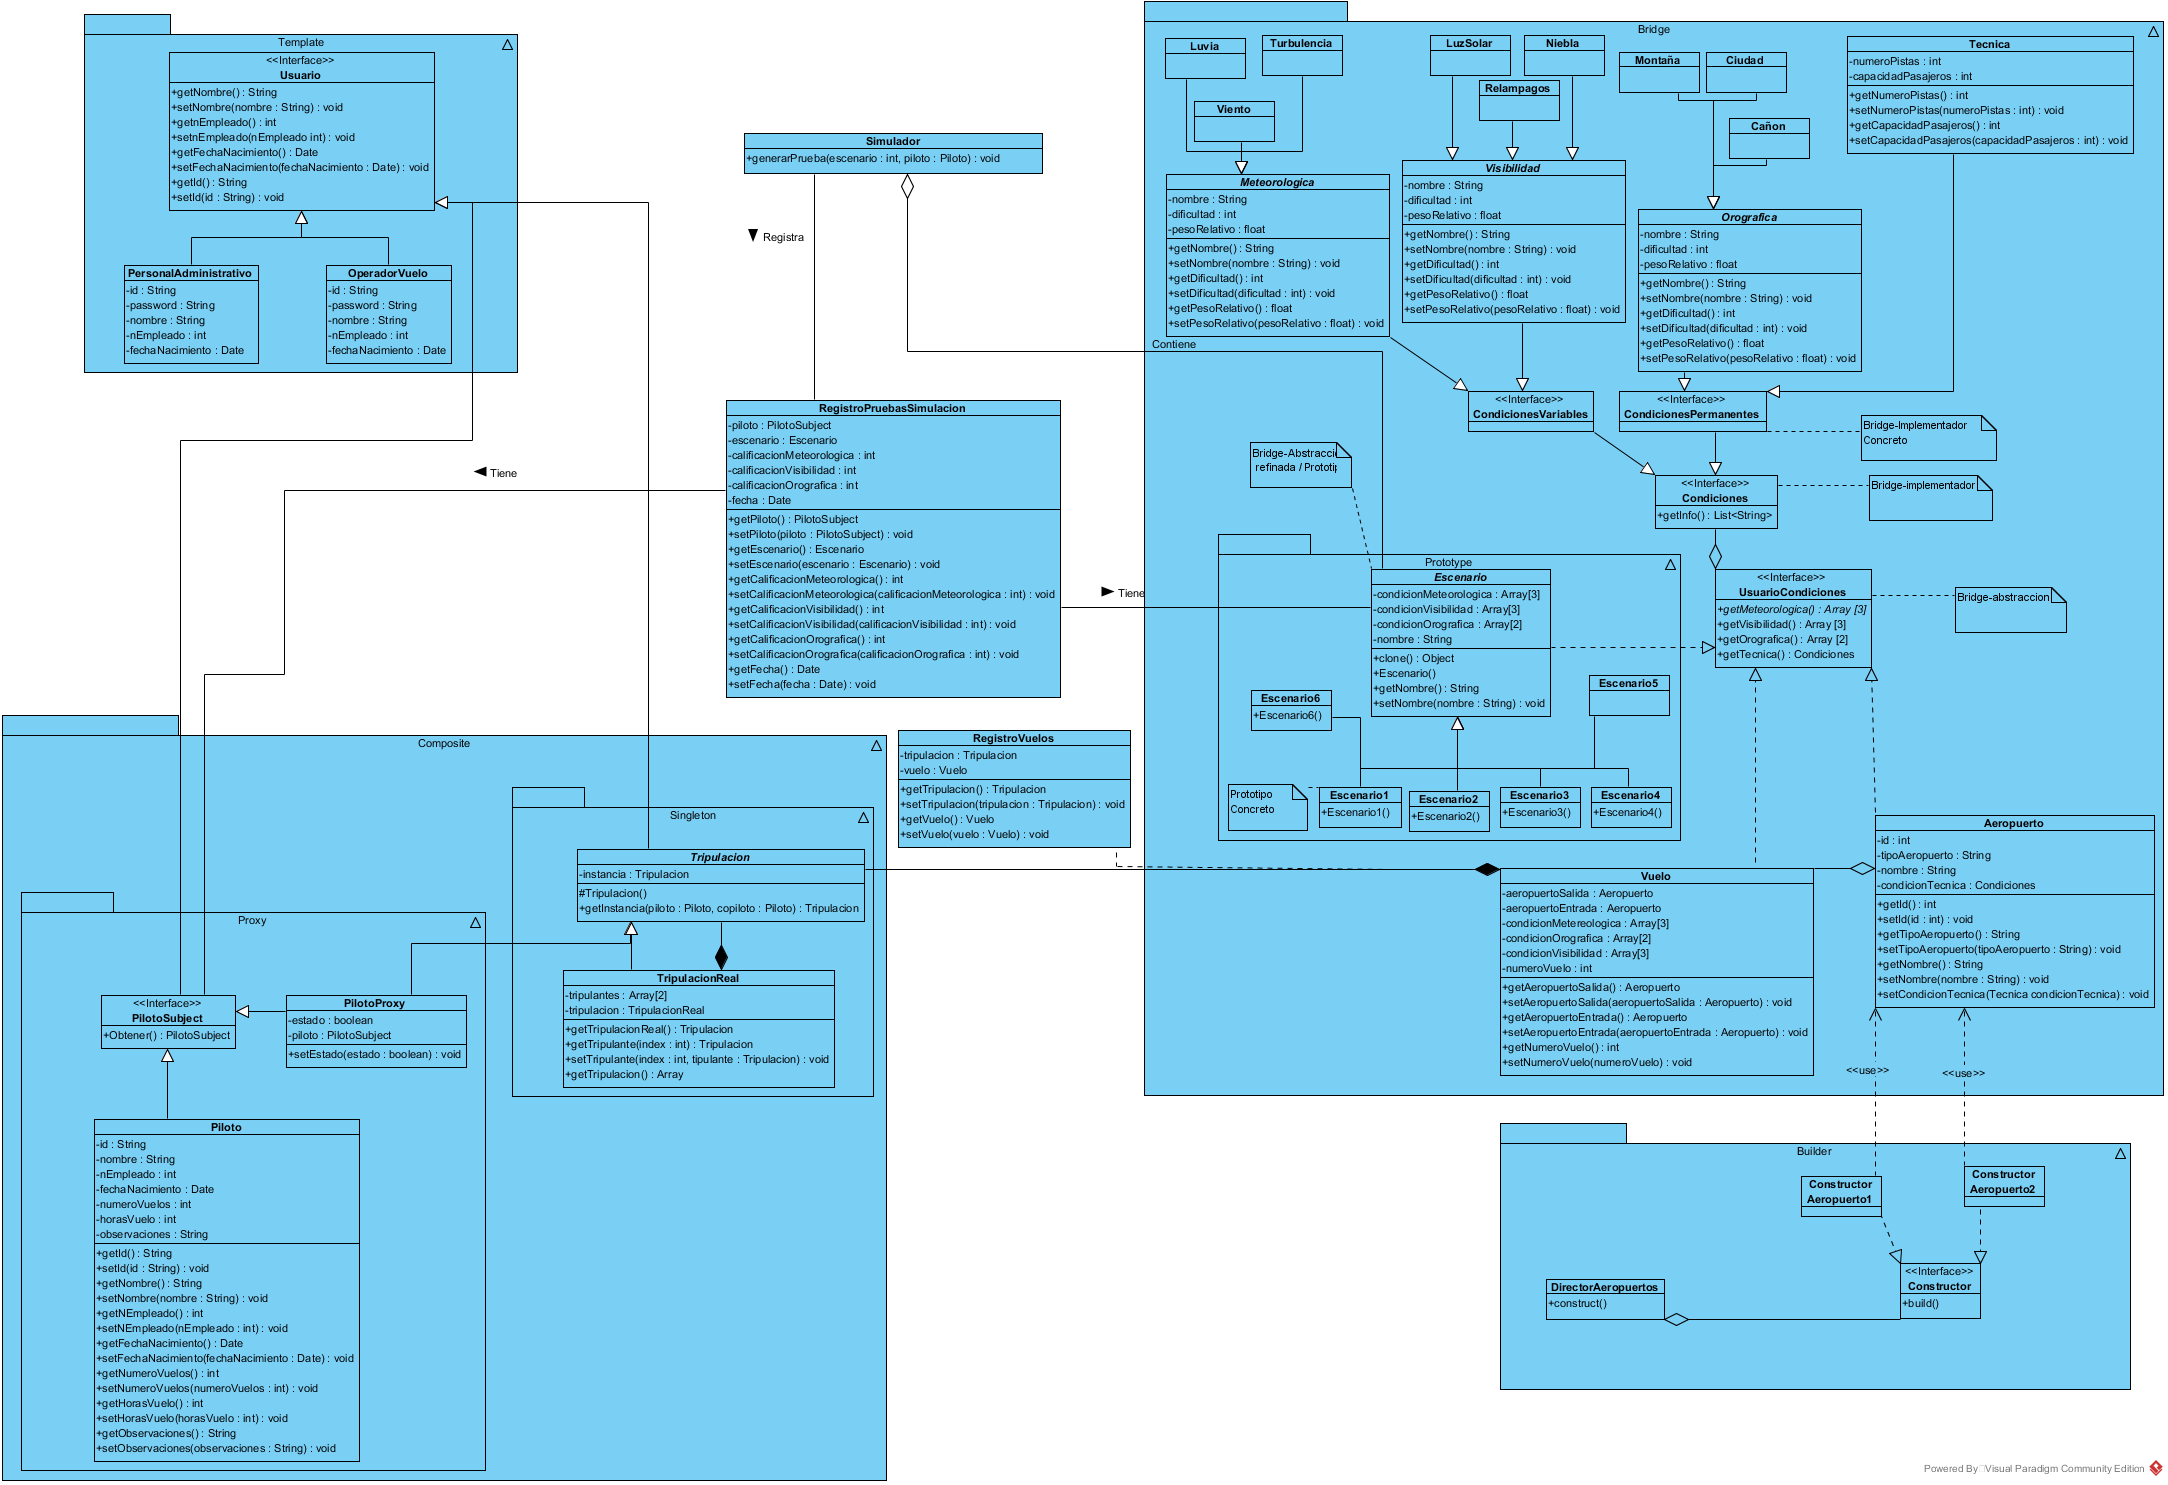 Template
<<Interface>>
Usuario
+getNombre() : String
+setNombre(nombre : String) : void
+getnEmpleado() : int
+setnEmpleado(nEmpleado int) : void
+getFechaNacimiento() : Date
+setFechaNacimiento(fechaNacimiento : Date) : void
+getId() : String
+setId(id : String) : void
PersonalAdministrativo
-id : String
-password : String
-nombre : String
-nEmpleado : int
-fechaNacimiento : Date
OperadorVuelo
-id : String
-password : String
-nombre : String
-nEmpleado : int
-fechaNacimiento : Date
Simulador
+generarPrueba(escenario : int, piloto : Piloto) : void
Registra
Contiene
Tiene
Tiene
RegistroPruebasSimulacion
-piloto : PilotoSubject
-escenario : Escenario
-calificacionMeteorologica : int
-calificacionVisibilidad : int
-calificacionOrografica : int
-fecha : Date
+getPiloto() : PilotoSubject
+setPiloto(piloto : PilotoSubject) : void
+getEscenario() : Escenario
+setEscenario(escenario : Escenario) : void
+getCalificacionMeteorologica() : int
+setCalificacionMeteorologica(calificacionMeteorologica : int) : void
+getCalificacionVisibilidad() : int
+setCalificacionVisibilidad(calificacionVisibilidad : int) : void
+getCalificacionOrografica() : int
+setCalificacionOrografica(calificacionOrografica : int) : void
+getFecha() : Date
+setFecha(fecha : Date) : void
RegistroVuelos
-tripulacion : Tripulacion
-vuelo : Vuelo
+getTripulacion() : Tripulacion
+setTripulacion(tripulacion : Tripulacion) : void
+getVuelo() : Vuelo
+setVuelo(vuelo : Vuelo) : void
Bridge
Luvia
Turbulencia
Viento
LuzSolar
Niebla
Relampagos
Montaña
Ciudad
Cañon
Tecnica
-numeroPistas : int
-capacidadPasajeros : int
+getNumeroPistas() : int
+setNumeroPistas(numeroPistas : int) : void
+getCapacidadPasajeros() : int
+setCapacidadPasajeros(capacidadPasajeros : int) : void
Meteorologica
-nombre : String
-dificultad : int
-pesoRelativo : float
+getNombre() : String
+setNombre(nombre : String) : void
+getDificultad() : int
+setDificultad(dificultad : int) : void
+getPesoRelativo() : float
+setPesoRelativo(pesoRelativo : float) : void
Visibilidad
-nombre : String
-dificultad : int
-pesoRelativo : float
+getNombre() : String
+setNombre(nombre : String) : void
+getDificultad() : int
+setDificultad(dificultad : int) : void
+getPesoRelativo() : float
+setPesoRelativo(pesoRelativo : float) : void
Orografica
-nombre : String
-dificultad : int
-pesoRelativo : float
+getNombre() : String
+setNombre(nombre : String) : void
+getDificultad() : int
+setDificultad(dificultad : int) : void
+getPesoRelativo() : float
+setPesoRelativo(pesoRelativo : float) : void
<<Interface>>
CondicionesVariables
<<Interface>>
CondicionesPermanentes
Bridge-Implementador
Concreto
<<Interface>>
Condiciones
+getInfo() : List<String>
Bridge-implementador
Bridge-Abstracci
refinada / Prototip
Prototype
Escenario
-condicionMeteorologica : Array[3]
-condicionVisibilidad : Array[3]
-condicionOrografica : Array[2]
-nombre : String
+clone() : Object
+Escenario()
+getNombre() : String
+setNombre(nombre : String) : void
<<Interface>>
UsuarioCondiciones
+getMeteorologica() : Array [3]
+getVisibilidad() : Array [3]
+getOrografica() : Array [2]
+getTecnica() : Condiciones
Bridge-abstraccion
Escenario6
+Escenario6()
Escenario5
Prototipo
Concreto
Escenario1
+Escenario1()
Escenario2
+Escenario2()
Escenario3
+Escenario3()
Escenario4
+Escenario4()
Aeropuerto
-id : int
-tipoAeropuerto : String
-nombre : String
-condicionTecnica : Condiciones
+getId() : int
+setId(id : int) : void
+getTipoAeropuerto() : String
+setTipoAeropuerto(tipoAeropuerto : String) : void
+getNombre() : String
+setNombre(nombre : String) : void
+setCondicionTecnica(Tecnica condicionTecnica) : void
Vuelo
-aeropuertoSalida : Aeropuerto
-aeropuertoEntrada : Aeropuerto
-condicionMetereologica : Array[3]
-condicionOrografica : Array[2]
-condicionVisibilidad : Array[3]
-numeroVuelo : int
+getAeropuertoSalida() : Aeropuerto
+setAeropuertoSalida(aeropuertoSalida : Aeropuerto) : void
+getAeropuertoEntrada() : Aeropuerto
+setAeropuertoEntrada(aeropuertoEntrada : Aeropuerto) : void
+getNumeroVuelo() : int
+setNumeroVuelo(numeroVuelo) : void
<<use>>
<<use>>
Composite
Singleton
Tripulacion
-instancia : Tripulacion
#Tripulacion()
+getInstancia(piloto : Piloto, copiloto : Piloto) : Tripulacion
TripulacionReal
-tripulantes : Array[2]
-tripulacion : TripulacionReal
+getTripulacionReal() : Tripulacion
+getTripulante(index : int) : Tripulacion
+setTripulante(index : int, tipulante : Tripulacion) : void
+getTripulacion() : Array
Proxy
<<Interface>>
PilotoSubject
+Obtener() : PilotoSubject
PilotoProxy
-estado : boolean
-piloto : PilotoSubject
+setEstado(estado : boolean) : void
Piloto
-id : String
-nombre : String
-nEmpleado : int
-fechaNacimiento : Date
-numeroVuelos : int
-horasVuelo : int
-observaciones : String
+getId() : String
+setId(id : String) : void
+getNombre() : String
+setNombre(nombre : String) : void
+getNEmpleado() : int
+setNEmpleado(nEmpleado : int) : void
+getFechaNacimiento() : Date
+setFechaNacimiento(fechaNacimiento : Date) : void
+getNumeroVuelos() : int
+setNumeroVuelos(numeroVuelos : int) : void
+getHorasVuelo() : int
+setHorasVuelo(horasVuelo : int) : void
+getObservaciones() : String
+setObservaciones(observaciones : String) : void
Builder
Constructor
Aeropuerto1
Constructor
Aeropuerto2
DirectorAeropuertos
+construct()
<<Interface>>
Constructor
+build()
Powered By Visual Paradigm Community Edition